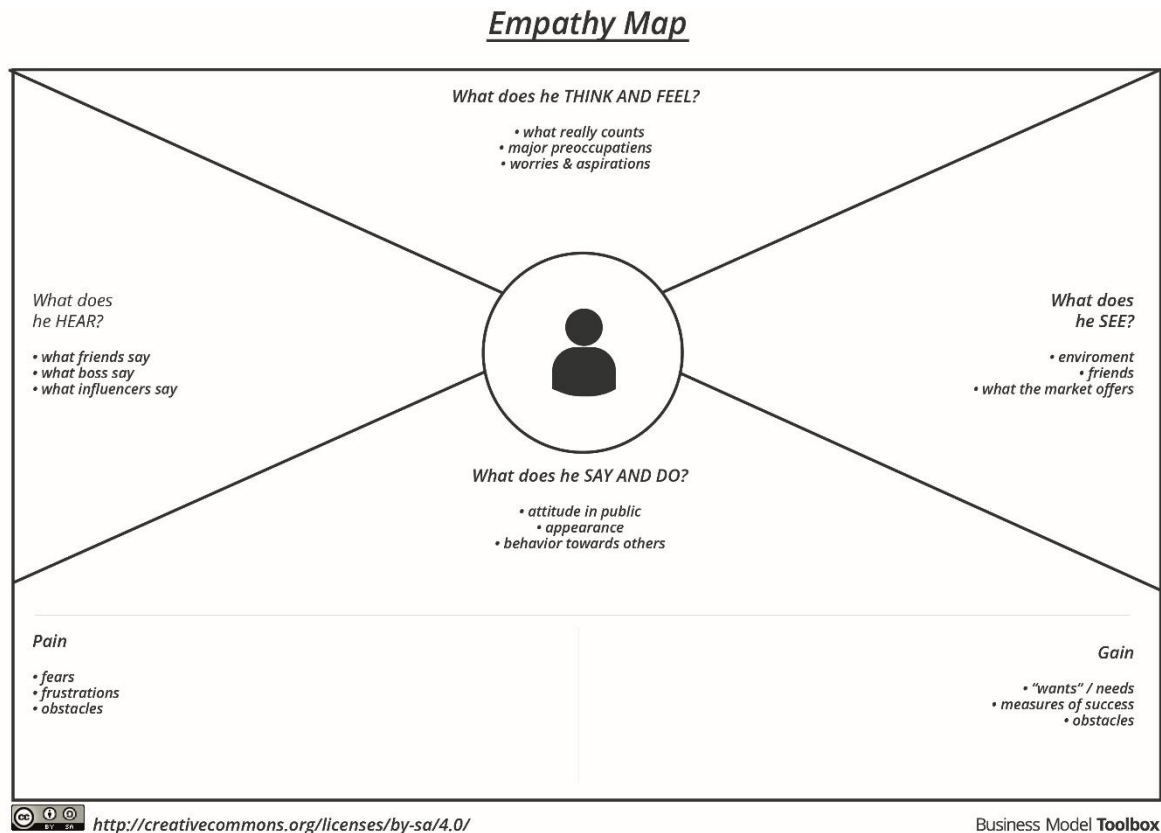 Empathy Map
What does he THINK AND FEEL?
• what really counts
• major preoccupatiens
• worries & aspirations
What does
he HEAR?
• what friends say
• what boss say
• what influencers say
What does
he SEE?
• enviroment
• friends
• what the market offers
What does he SAY AND DO?
• attitude in public
• appearance
• behavior towards others
Pain
• fears
• frustrations
• obstacles
Gain
• “wants” / needs
• measures of success
• obstacles
cc BY SA
http://creativecommons.org/licenses/by-sa/4.0/
Business Model Toolbox